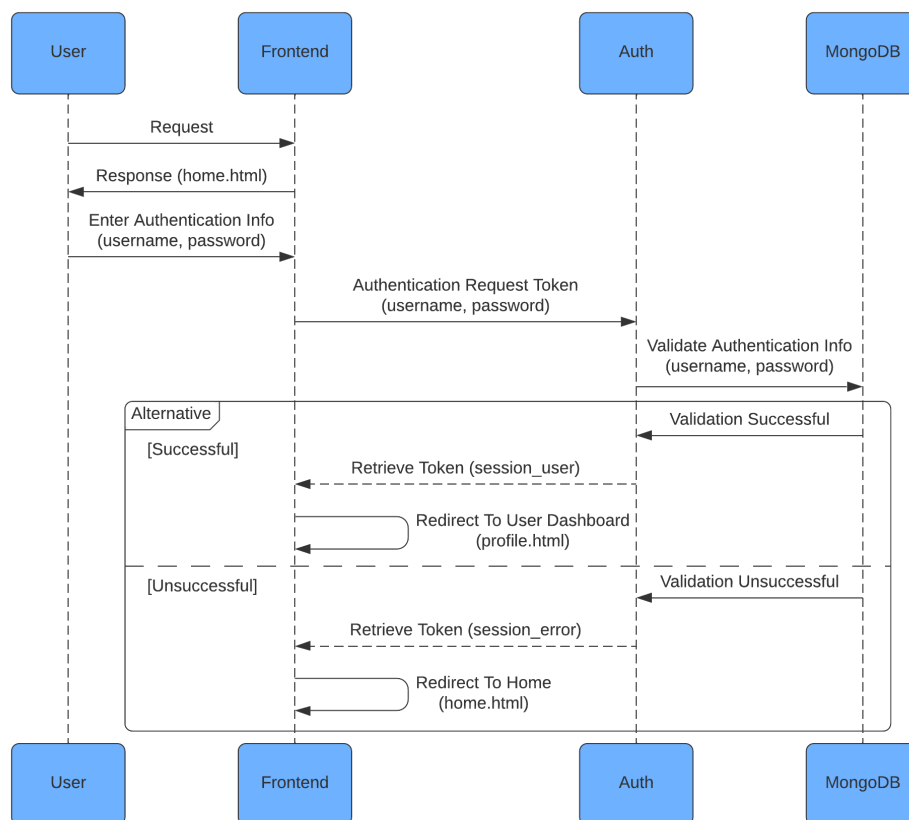 User
Frontend
Auth
MongoDB
Request
Response (home.html)
Enter Authentication Info
(username, password)
Authentication Request Token
(username, password)
Validate Authentication Info
(username, password)
Alternative
Validation Successful
[Successful]
Retrieve Token (session_user)
Redirect To User Dashboard
(profile.html)
[Unsuccessful]
Validation Unsuccessful
Retrieve Token (session_error)
Redirect To Home
(home.html)
User
Frontend
Auth
MongoDB